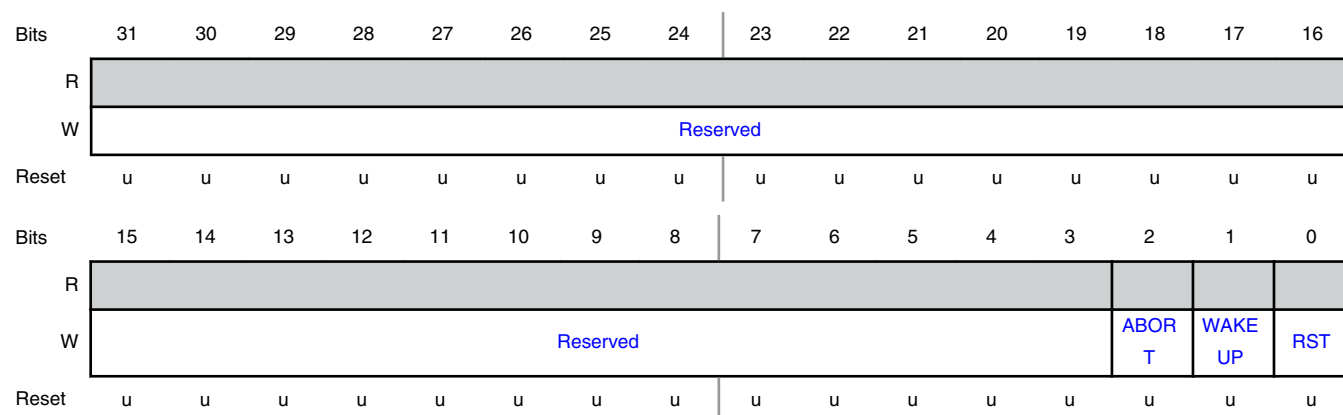 Bits 31 30 29 28 27 26 25 24 23 22 21 20 19 18 17 16
R
W Reserved
Reset u u u u u u u u u u u u u u u u
Bits 15 14 13 12 11 10 9 8 7 6 5 4 3 2 1 0
R
W Reserved ABOR WAKE RST
T UP
Reset u u u u u u u u u u u u u u u u